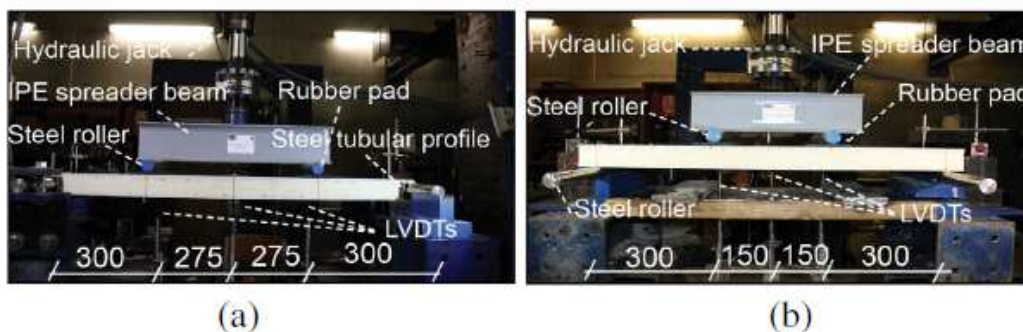 Hydraulic jack
IPE spreader beam
Rubber pad
Steel roller
Steel tubular profile
LVDTs
300 275 275 300
(a)
Hydraulic jack
IPE spreader beam
Steel roller
Rubber pad
Steel roller
LVDTs
300 150 150 300
(b)